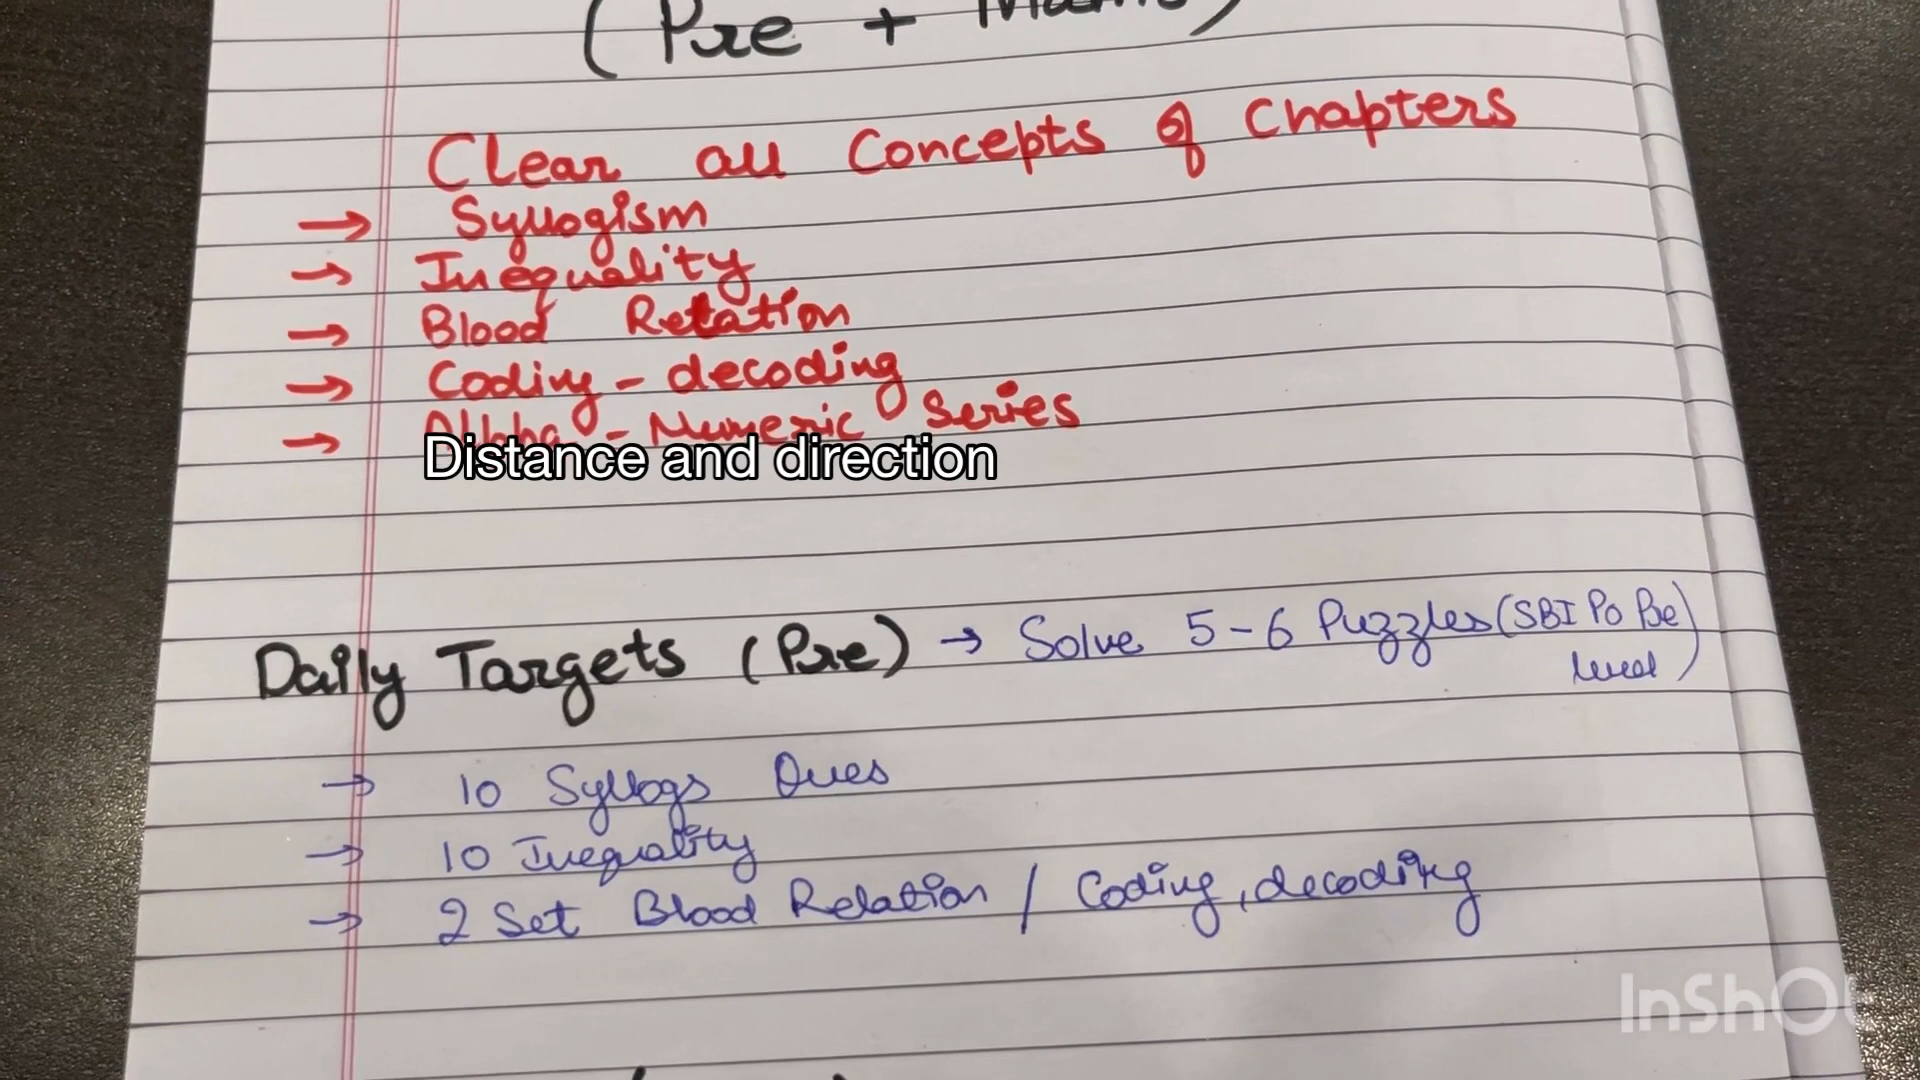 (Pre + Mains)
Clear all Concepts of Chapters
→ Syllogism
→ Inequality
→ Blood Relation
→ Coding - decoding
→ Alpha - Numeric Series
Distance and direction
Daily Targets (Pre) → Solve 5-6 Puzzles (SBI PO Pre level)
→ 10 Syllogs Ques
→ 10 Inequality
→ 2 Set Blood Relation / Coding, decoding
InShOt